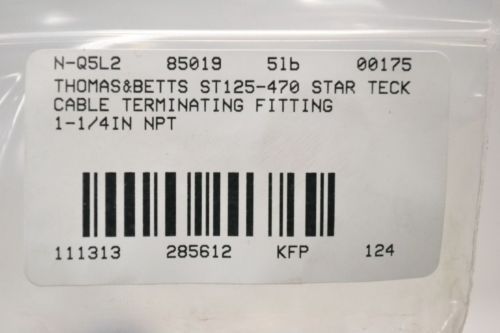 N-Q5L2 85019 5lb 00175
THOMAS&BETTS ST125-470 STAR TECK
CABLE TERMINATING FITTING
1-1/4IN NPT
111313 285612 KFP 124